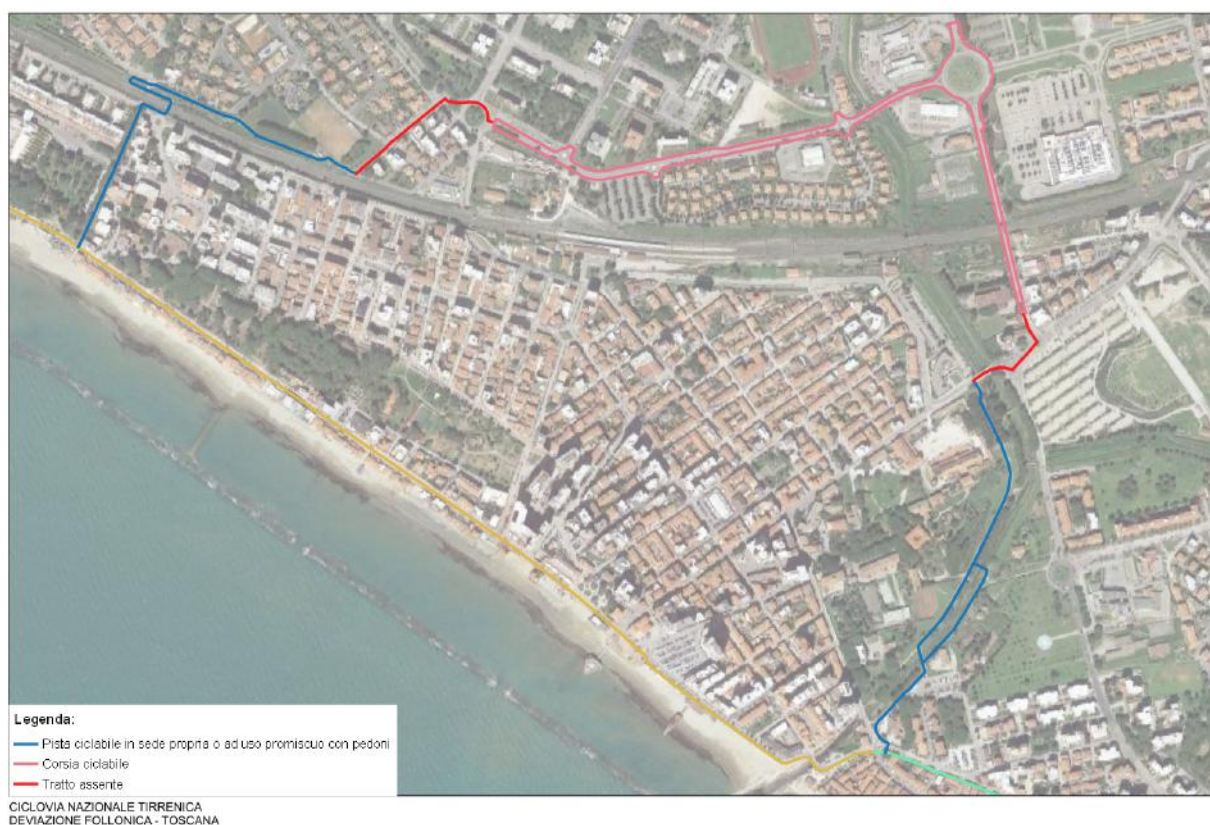 Legenda:
Pista ciclabile in sede propria o ad uso promiscuo con pedoni
Corsia ciclabile
Tratto assente
CICLOVIA NAZIONALE TIRRENICA
DEVIAZIONE FOLLONICA - TOSCANA